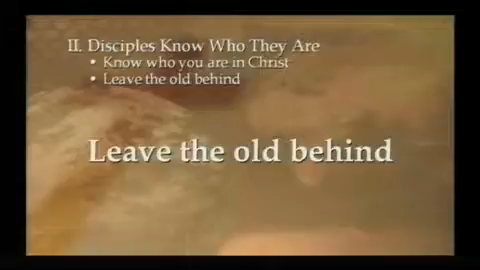 II. Disciples Know Who They Are
• Know who you are in Christ
• Leave the old behind
Leave the old behind